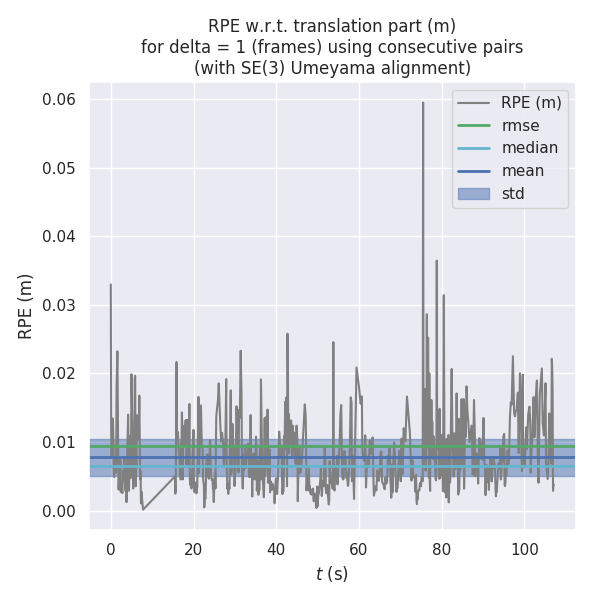 RPE w.r.t. translation part (m)
for delta = 1 (frames) using consecutive pairs
(with SE(3) Umeyama alignment)
RPE (m)
rmse
median
mean
std
0.06
0.05
0.04
0.03
0.02
0.01
0.00
RPE (m)
0 20 40 60 80 100
t (s)